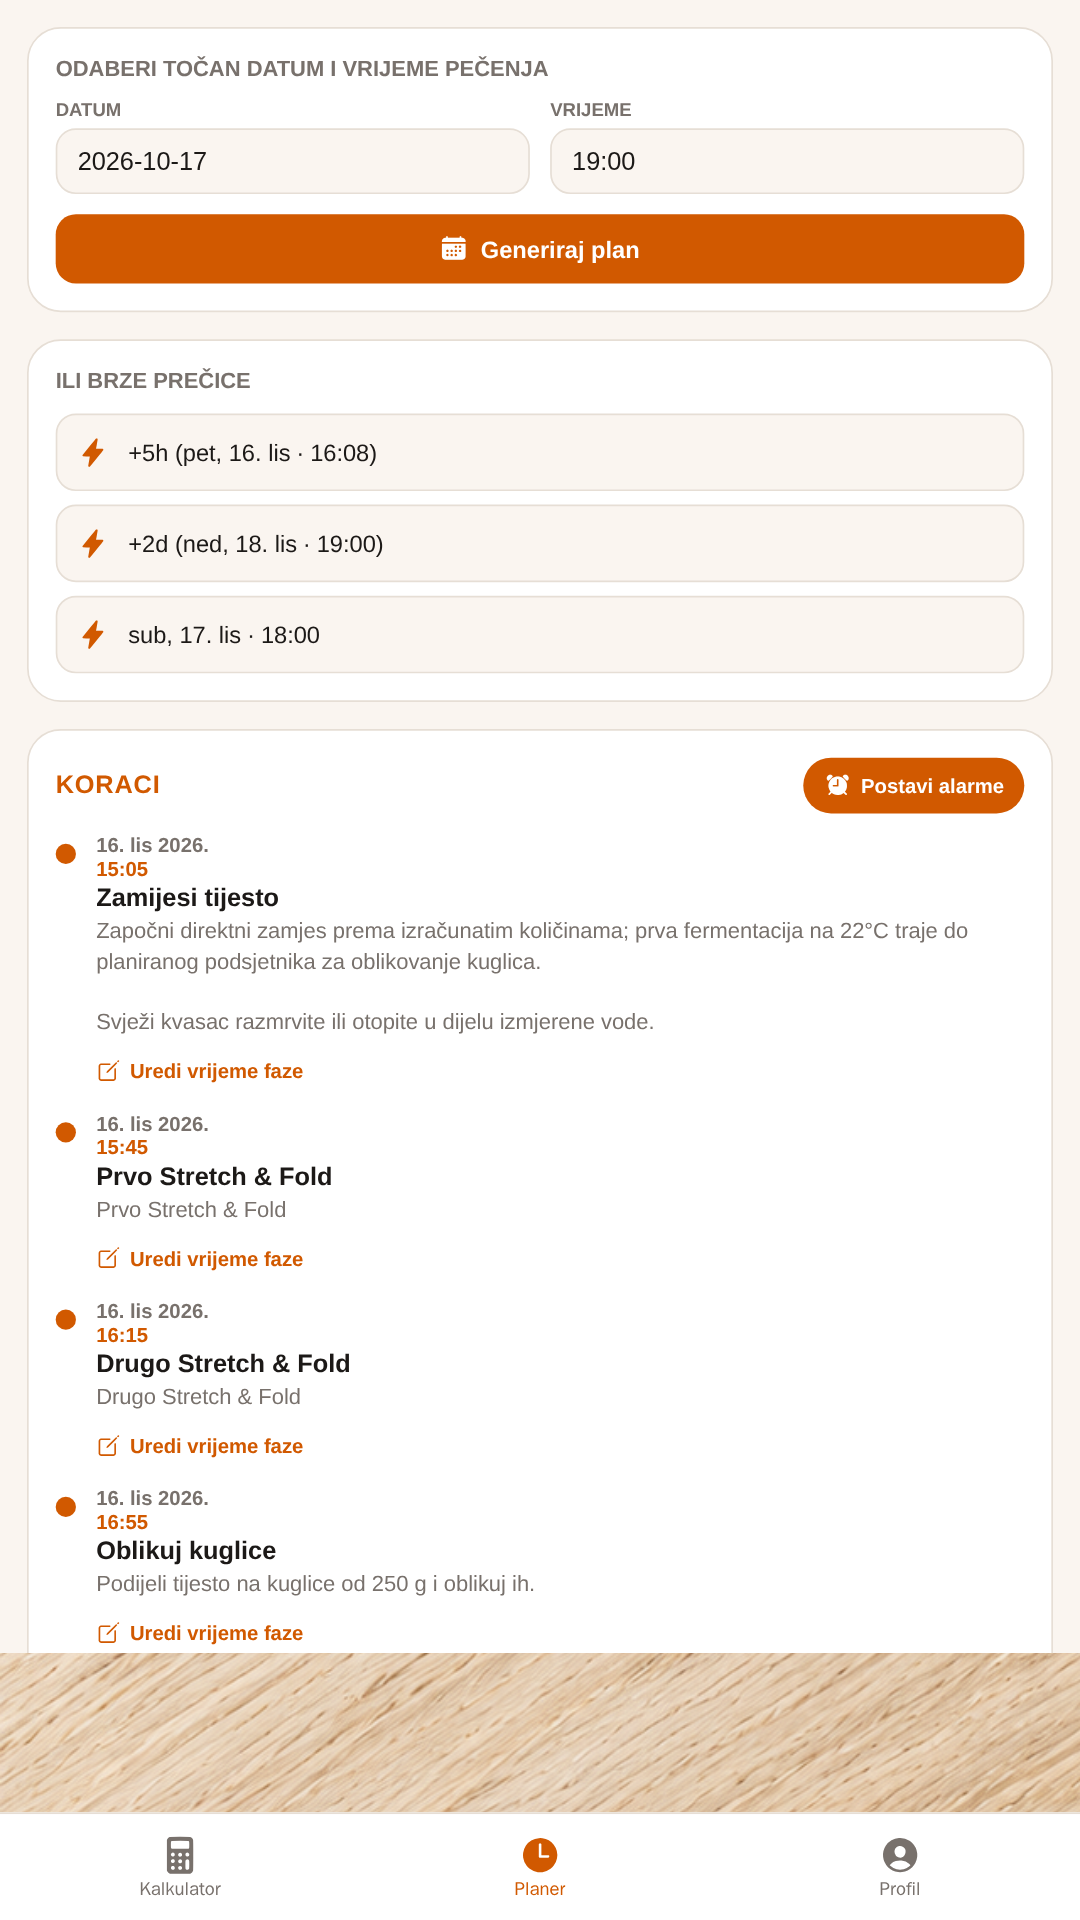 ODABERI TOČAN DATUM I VRIJEME PEČENJA
DATUM
VRIJEME
2026-10-17
19:00
Generiraj plan
ILI BRZE PREČICE
+5h (pet, 16. lis · 16:08)
+2d (ned, 18. lis · 19:00)
sub, 17. lis · 18:00
KORACI
Postavi alarme
16. lis 2026.
15:05
Zamijesi tijesto
Započni direktni zamjes prema izračunatim količinama; prva fermentacija na 22°C traje do
planiranog podsjetnika za oblikovanje kuglica.
Svježi kvasac razmrvite ili otopite u dijelu izmjerene vode.
Uredi vrijeme faze
16. lis 2026.
15:45
Prvo Stretch & Fold
Prvo Stretch & Fold
Uredi vrijeme faze
16. lis 2026.
16:15
Drugo Stretch & Fold
Drugo Stretch & Fold
Uredi vrijeme faze
16. lis 2026.
16:55
Oblikuj kuglice
Podijeli tijesto na kuglice od 250 g i oblikuj ih.
Uredi vrijeme faze
Kalkulator
Planer
Profil